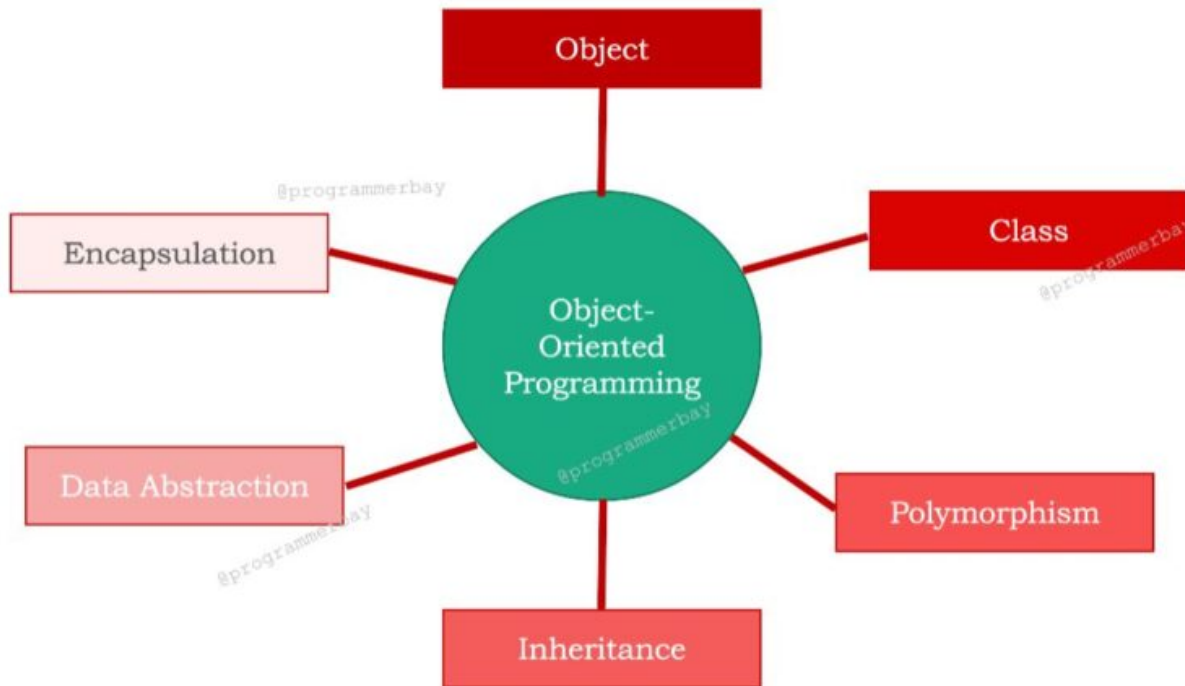 Object
@programmerbay
Class
@programmerbay
Encapsulation
Object-
Oriented
Programming
@programmerbay
Data Abstraction
@programmerbay
Polymorphism
Inheritance